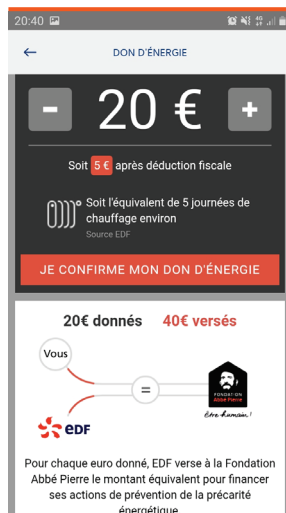 20:40
DON D'ÉNERGIE
- 20 € +
Soit 5 € après déduction fiscale
Soit l'équivalent de 5 journées de
chauffage environ
Source EDF
JE CONFIRME MON DON D'ÉNERGIE
20€ donnés 40€ versés
Vous
=
FONDATION
Abbé Pierre
être humain !
eDF
Pour chaque euro donné, EDF verse à la Fondation
Abbé Pierre le montant équivalent pour financer
ses actions de prévention de la précarité
énergétique